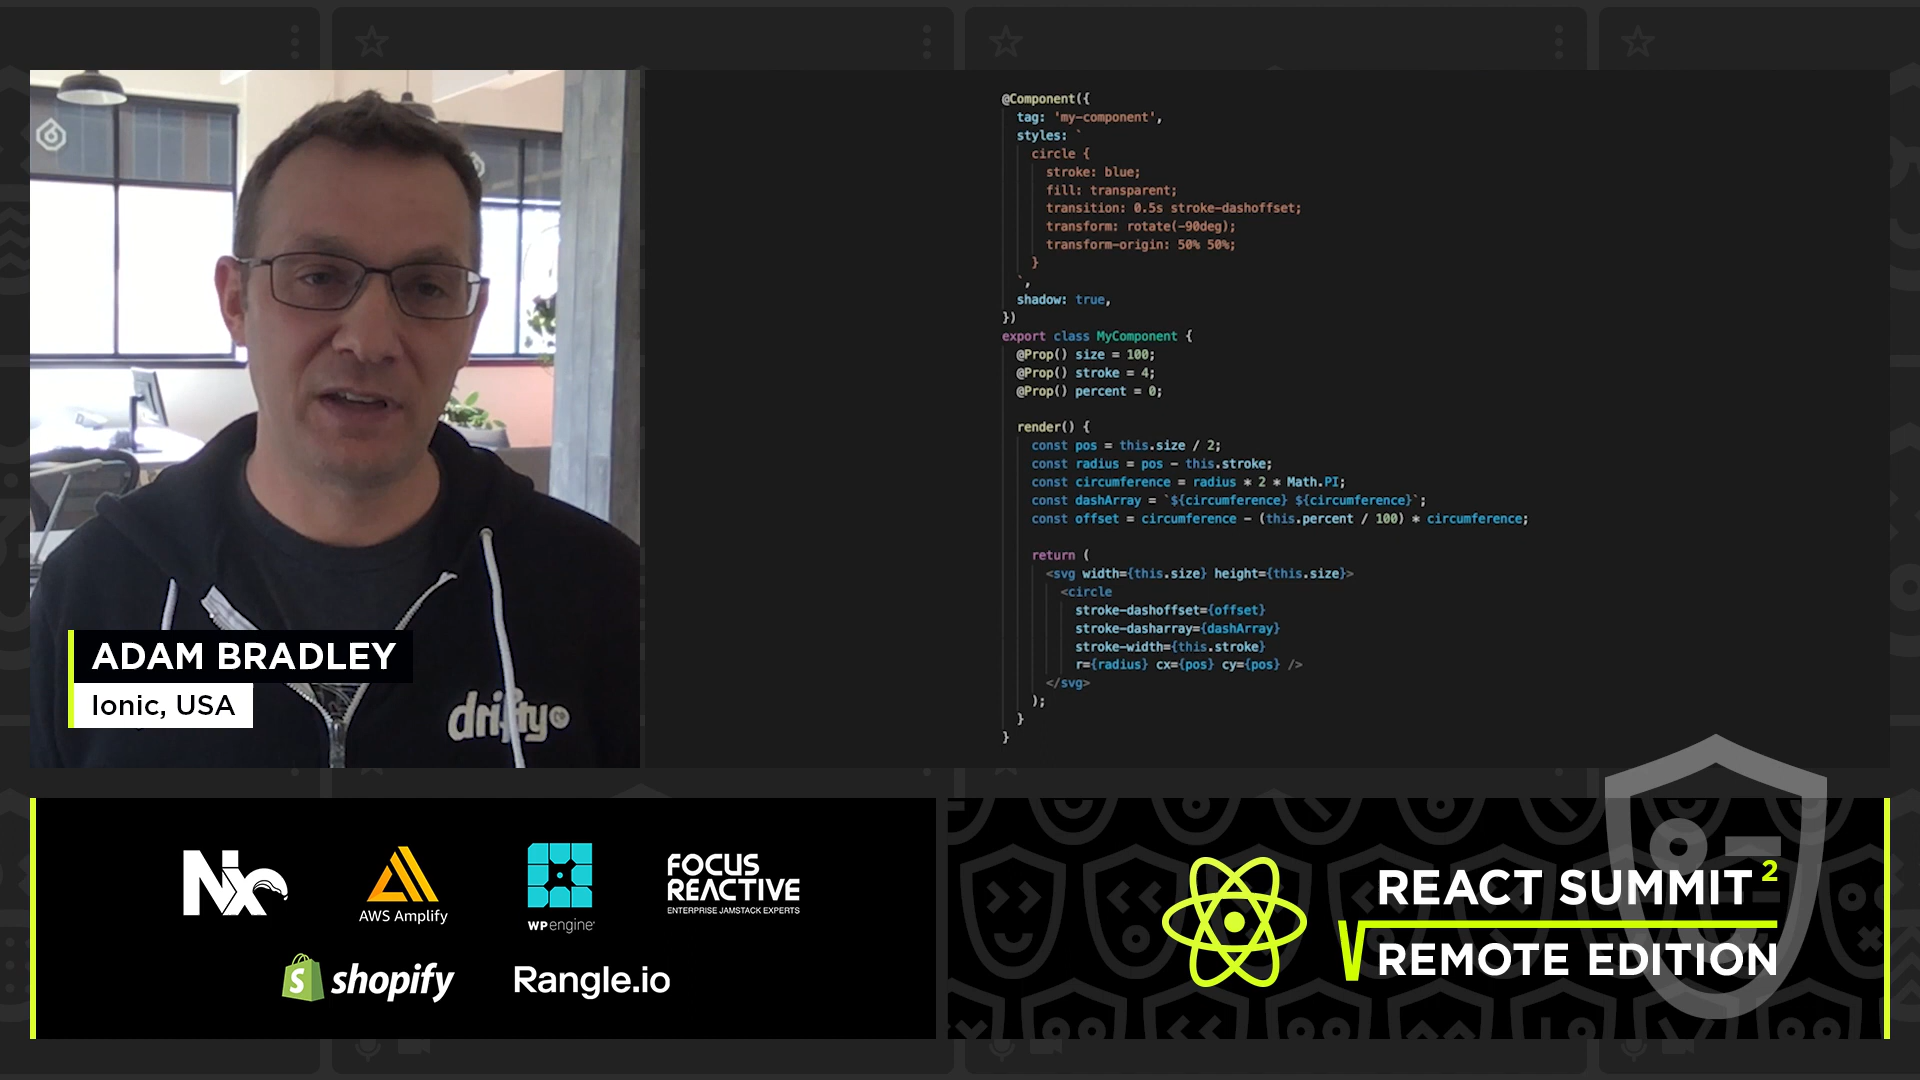 ADAM BRADLEY
Ionic, USA
drifty co
@Component({
tag: 'my-component',
styles: `
circle {
stroke: blue;
fill: transparent;
transition: 0.5s stroke-dashoffset;
transform: rotate(-90deg);
transform-origin: 50% 50%;
}
`,
shadow: true,
})
export class MyComponent {
@Prop() size = 100;
@Prop() stroke = 4;
@Prop() percent = 0;
render() {
const pos = this.size / 2;
const radius = pos - this.stroke;
const circumference = radius * 2 * Math.PI;
const dashArray = `${circumference} ${circumference}`;
const offset = circumference - (this.percent / 100) * circumference;
return (
<svg width={this.size} height={this.size}>
<circle
stroke-dashoffset={offset}
stroke-dasharray={dashArray}
stroke-width={this.stroke}
r={radius} cx={pos} cy={pos} />
</svg>
);
}
}
Nx
AWS Amplify
WPengine
FOCUS
REACTIVE
ENTERPRISE JAMSTACK EXPERTS
shopify
Rangle.io
REACT SUMMIT 2
REMOTE EDITION